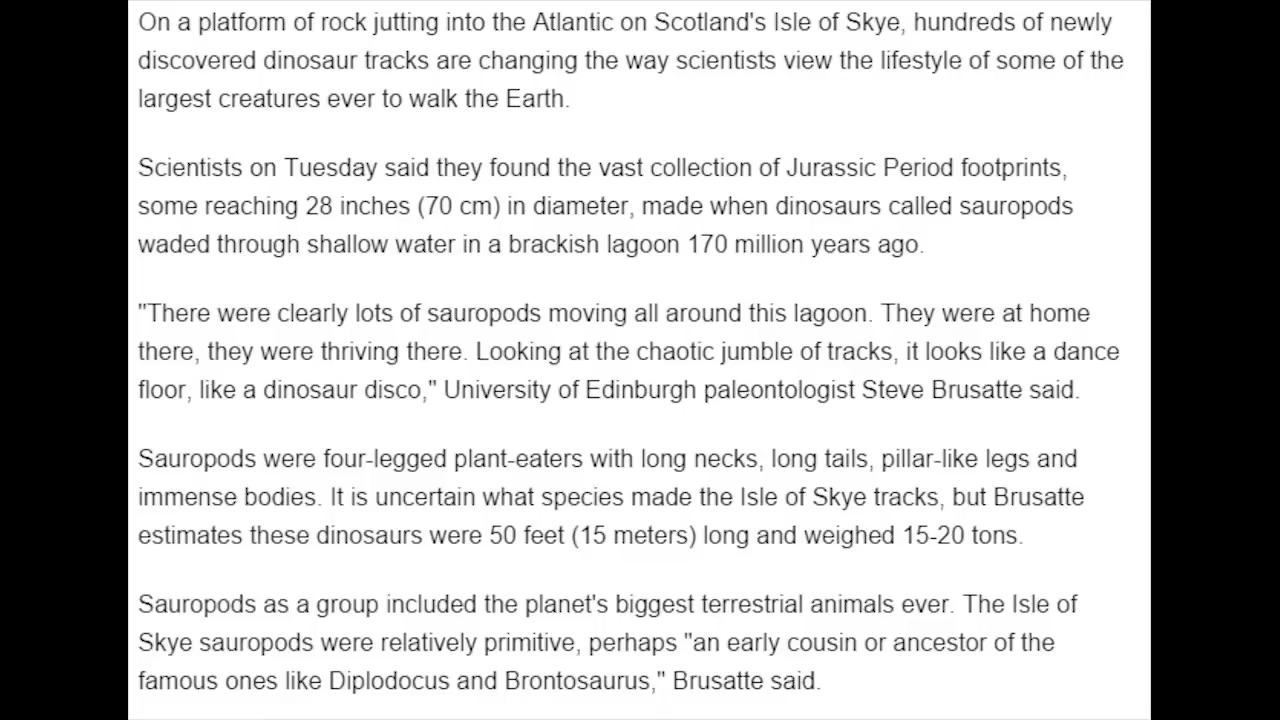 On a platform of rock jutting into the Atlantic on Scotland's Isle of Skye, hundreds of newly
discovered dinosaur tracks are changing the way scientists view the lifestyle of some of the
largest creatures ever to walk the Earth.
Scientists on Tuesday said they found the vast collection of Jurassic Period footprints,
some reaching 28 inches (70 cm) in diameter, made when dinosaurs called sauropods
waded through shallow water in a brackish lagoon 170 million years ago.
"There were clearly lots of sauropods moving all around this lagoon. They were at home
there, they were thriving there. Looking at the chaotic jumble of tracks, it looks like a dance
floor, like a dinosaur disco," University of Edinburgh paleontologist Steve Brusatte said.
Sauropods were four-legged plant-eaters with long necks, long tails, pillar-like legs and
immense bodies. It is uncertain what species made the Isle of Skye tracks, but Brusatte
estimates these dinosaurs were 50 feet (15 meters) long and weighed 15-20 tons.
Sauropods as a group included the planet's biggest terrestrial animals ever. The Isle of
Skye sauropods were relatively primitive, perhaps "an early cousin or ancestor of the
famous ones like Diplodocus and Brontosaurus," Brusatte said.